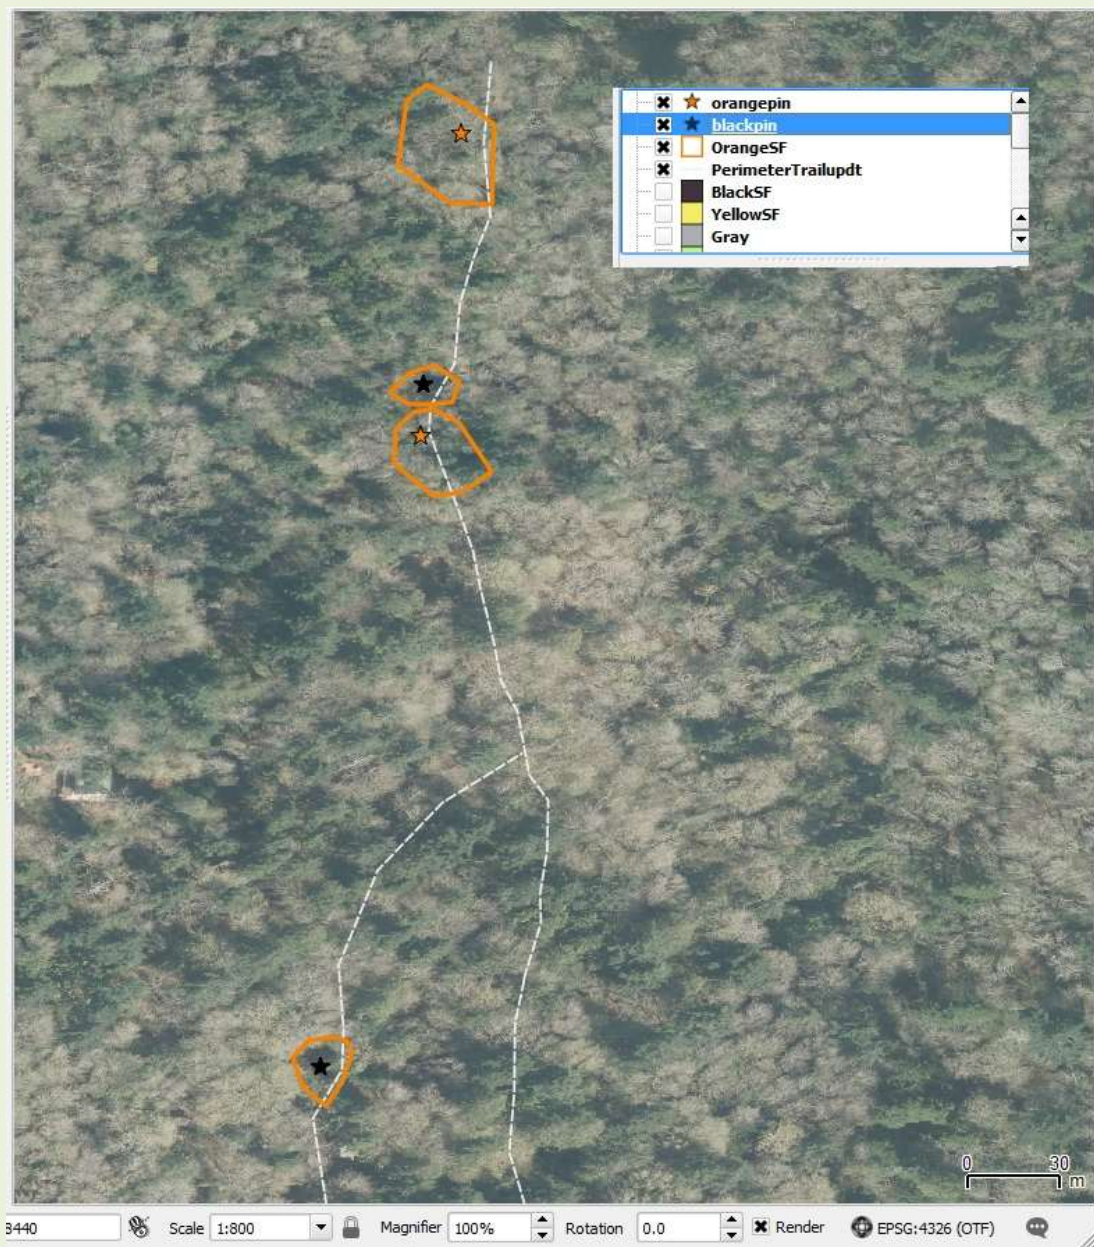 orangepin
blackpin
OrangeSF
PerimeterTrailupdt
BlackSF
YellowSF
Gray
0 30
m
8440 Scale 1:800 Magnifier 100% Rotation 0.0 Render EPSG:4326 (OTF)